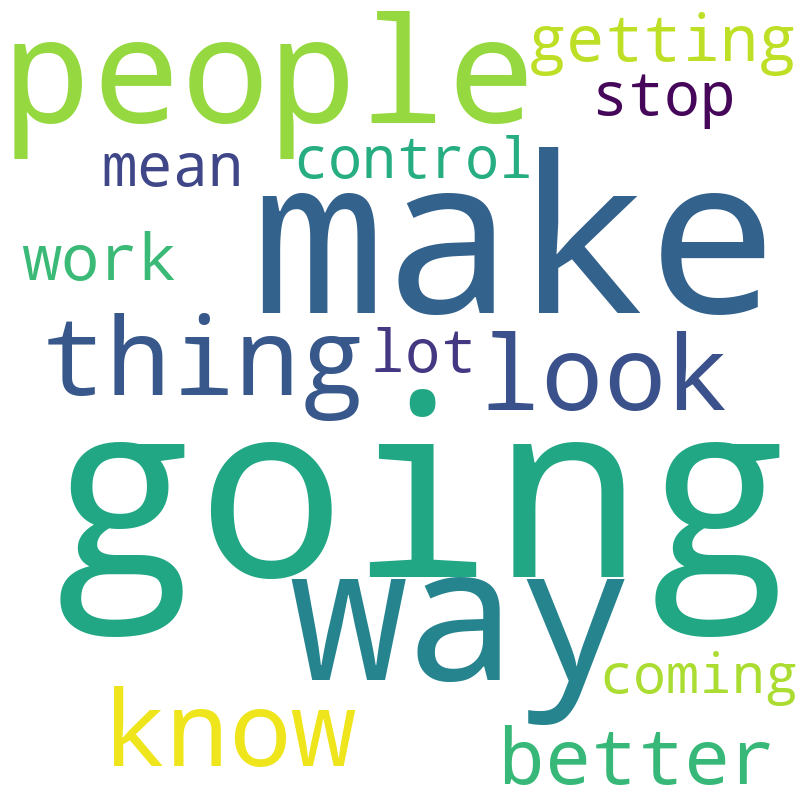 people
getting
stop
mean
control
make
work
thing
lot
look
going
way
coming
know
better